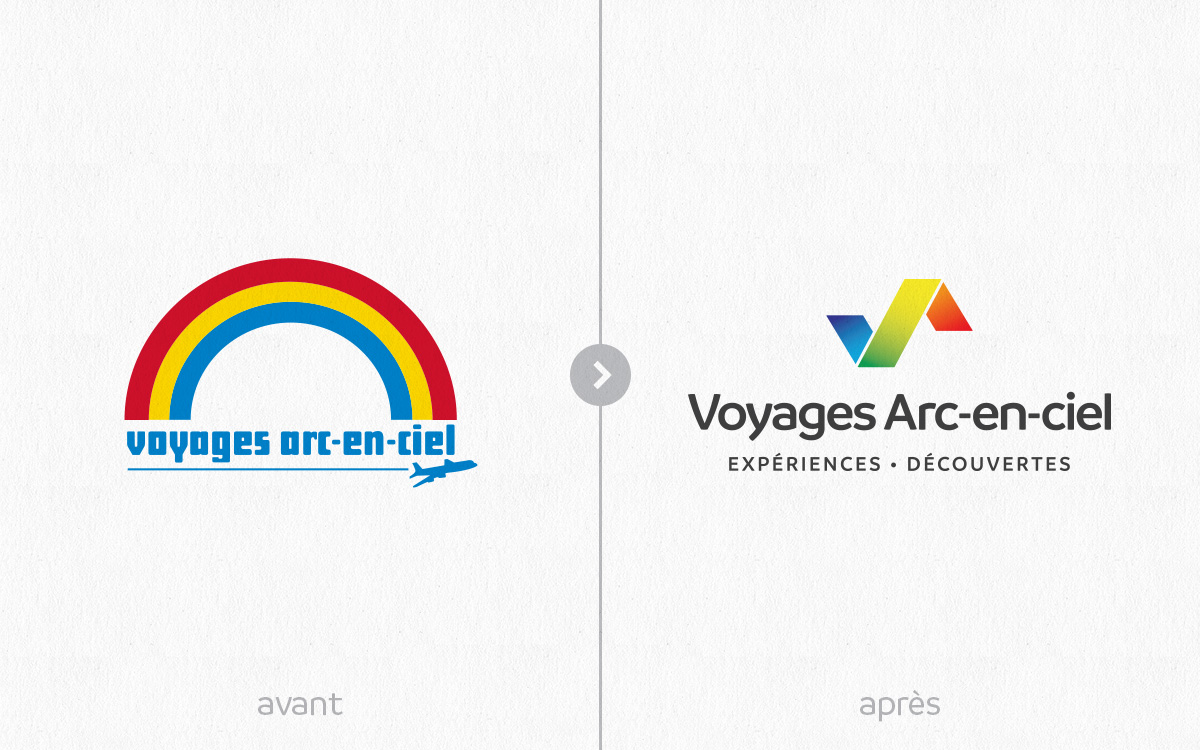 voyages arc-en-ciel
avant
Voyages Arc-en-ciel
EXPÉRIENCES • DÉCOUVERTES
après